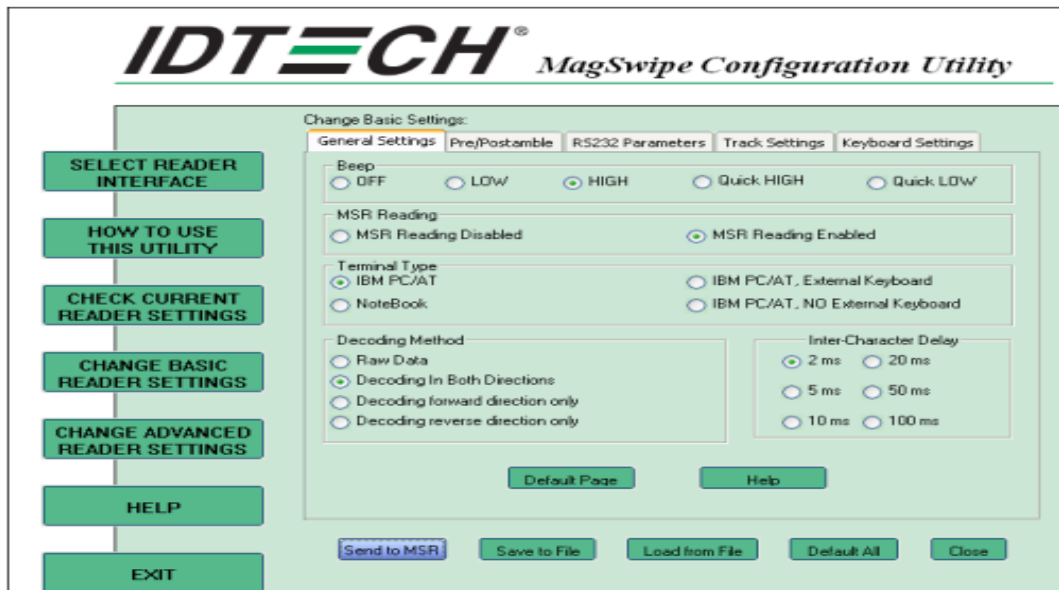 IDTECH®
MagSwipe Configuration Utility
Change Basic Settings:
General Settings Pre/Postamble RS232 Parameters Track Settings Keyboard Settings
SELECT READER
INTERFACE
HOW TO USE
THIS UTILITY
CHECK CURRENT
READER SETTINGS
CHANGE BASIC
READER SETTINGS
CHANGE ADVANCED
READER SETTINGS
HELP
EXIT
Beep
OFF LOW HIGH Quick HIGH Quick LOW
MSR Reading
MSR Reading Disabled MSR Reading Enabled
Terminal Type
IBM PC/AT IBM PC/AT, External Keyboard
NoteBook IBM PC/AT, NO External Keyboard
Decoding Method
Raw Data
Decoding In Both Directions
Decoding forward direction only
Decoding reverse direction only
Inter-Character Delay
2 ms 20 ms
5 ms 50 ms
10 ms 100 ms
Default Page Help
Send to MSR Save to File Load from File Default All Close